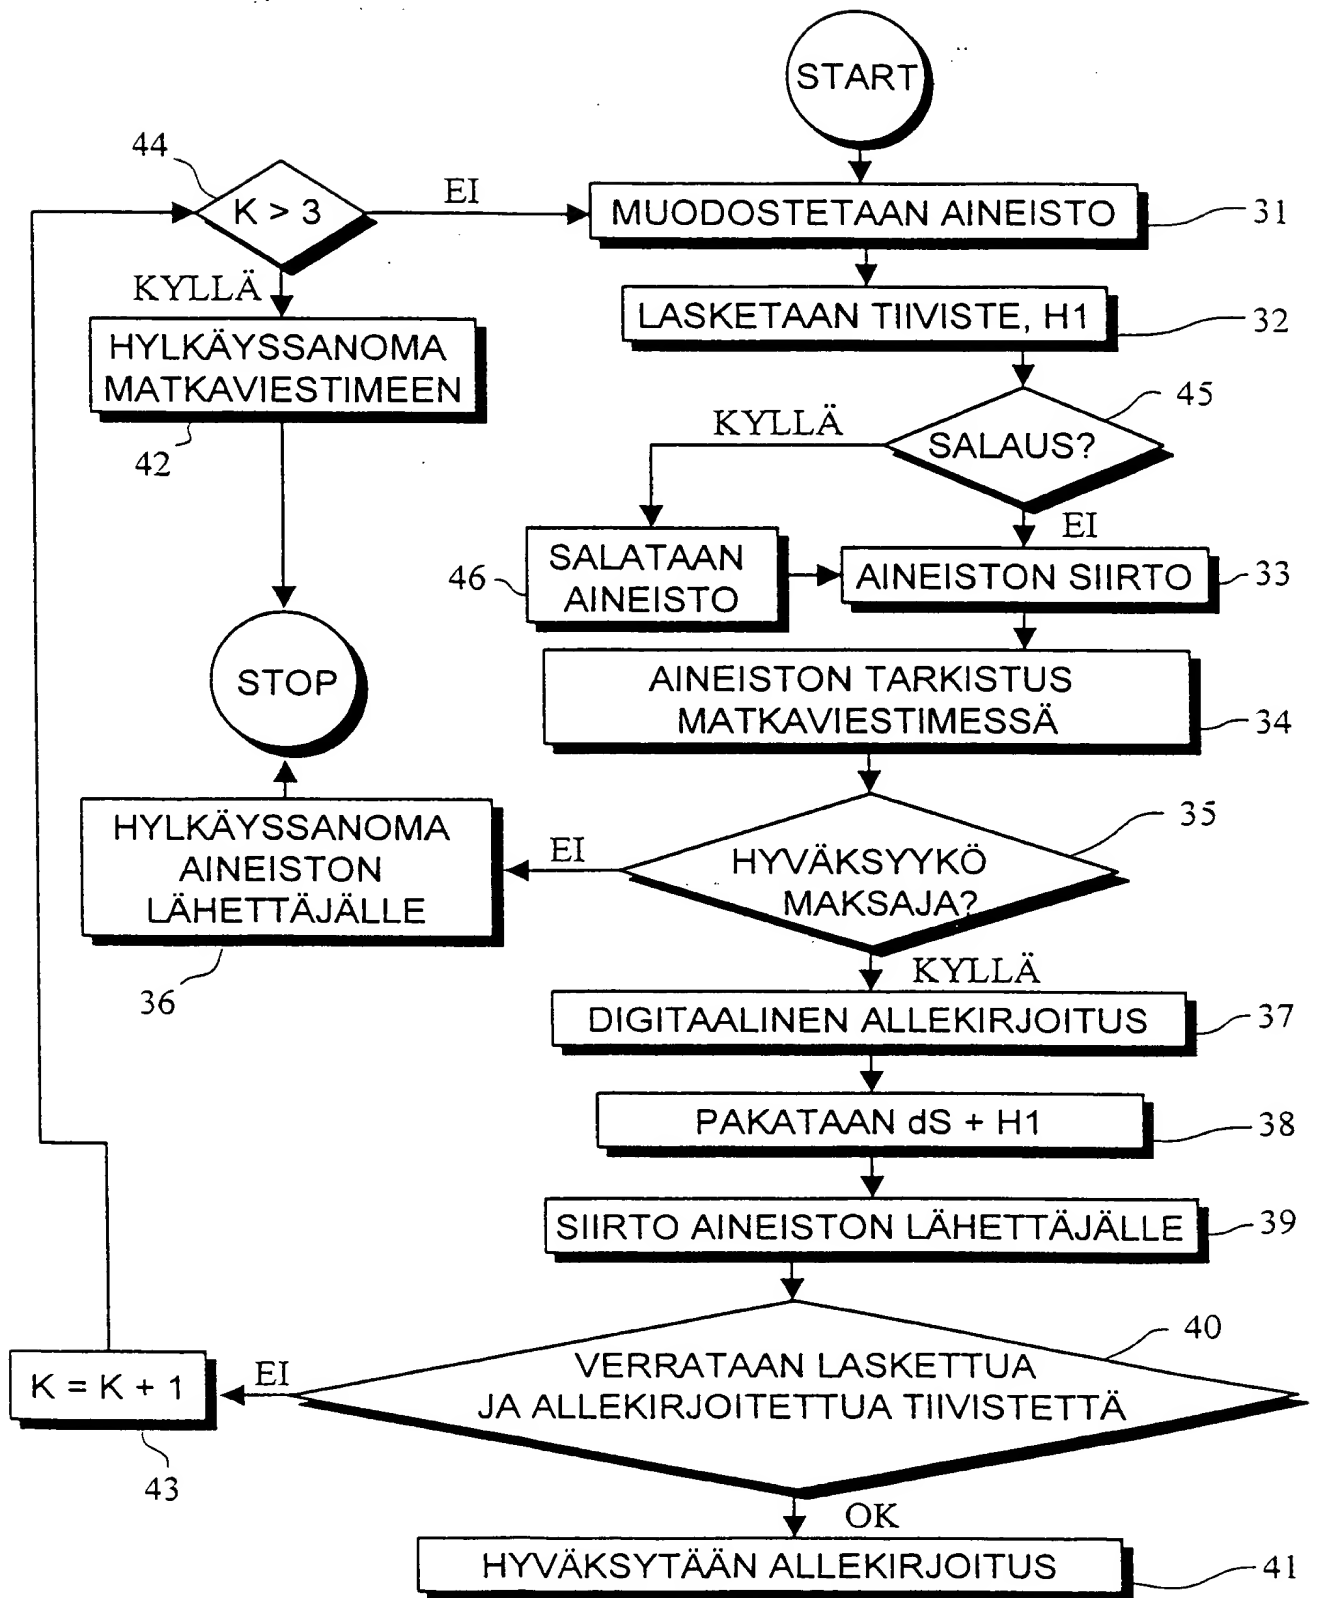 START
44
K > 3
EI
MUODOSTETAAN AINEISTO
31
KYLLÄ
LASKETAAN TIIVISTE, H1
32
HYLKÄYSSANOMA
MATKAVIESTIMEEN
42
45
KYLLÄ
SALAUS?
EI
46
SALATAAN
AINEISTO
AINEISTON SIIRTO
33
STOP
AINEISTON TARKISTUS
MATKAVIESTIMESSÄ
34
HYLKÄYSSANOMA
AINEISTON
LÄHETTÄJÄLLE
36
EI
35
HYVÄKSYYKÖ
MAKSAJA?
KYLLÄ
DIGITAALINEN ALLEKIRJOITUS
37
PAKATAAN dS + H1
38
SIIRTO AINEISTON LÄHETTÄJÄLLE
39
40
K = K + 1
43
EI
VERRATAAN LASKETTUA
JA ALLEKIRJOITETTUA TIIVISTETTÄ
OK
HYVÄKSYTÄÄN ALLEKIRJOITUS
41